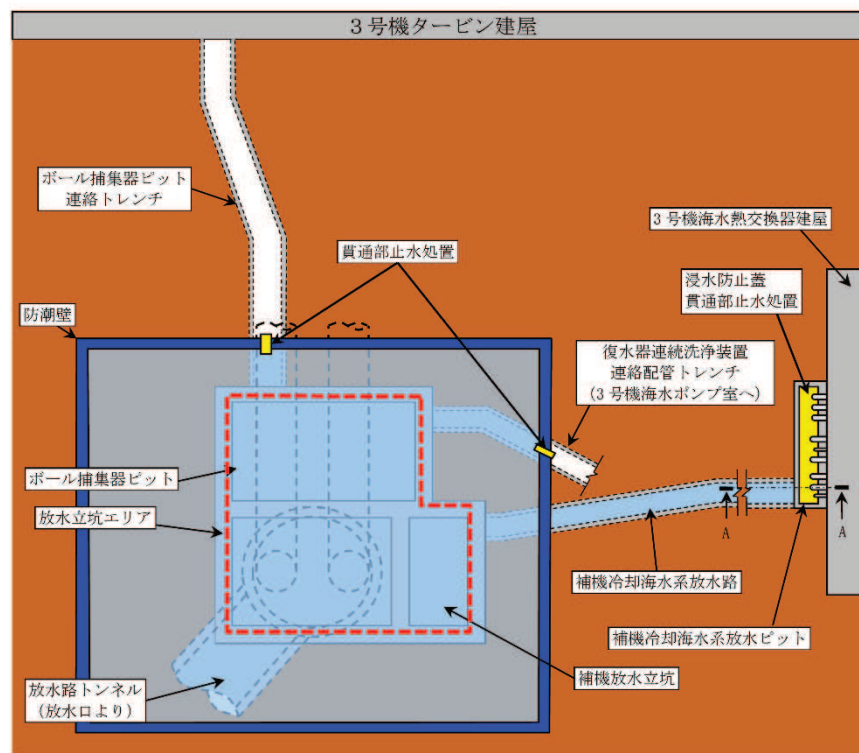 ３号機タービン建屋
ボール捕集器ピット
連絡トレンチ
３号機海水熱交換器建屋
貫通部止水処置
浸水防止蓋
貫通部止水処置
防潮壁
復水器連続洗浄装置
連絡配管トレンチ
(３号機海水ポンプ室へ)
ボール捕集器ピット
放水立坑エリア
A
A
補機冷却海水系放水路
補機冷却海水系放水ピット
補機放水立坑
放水路トンネル
(放水口より)